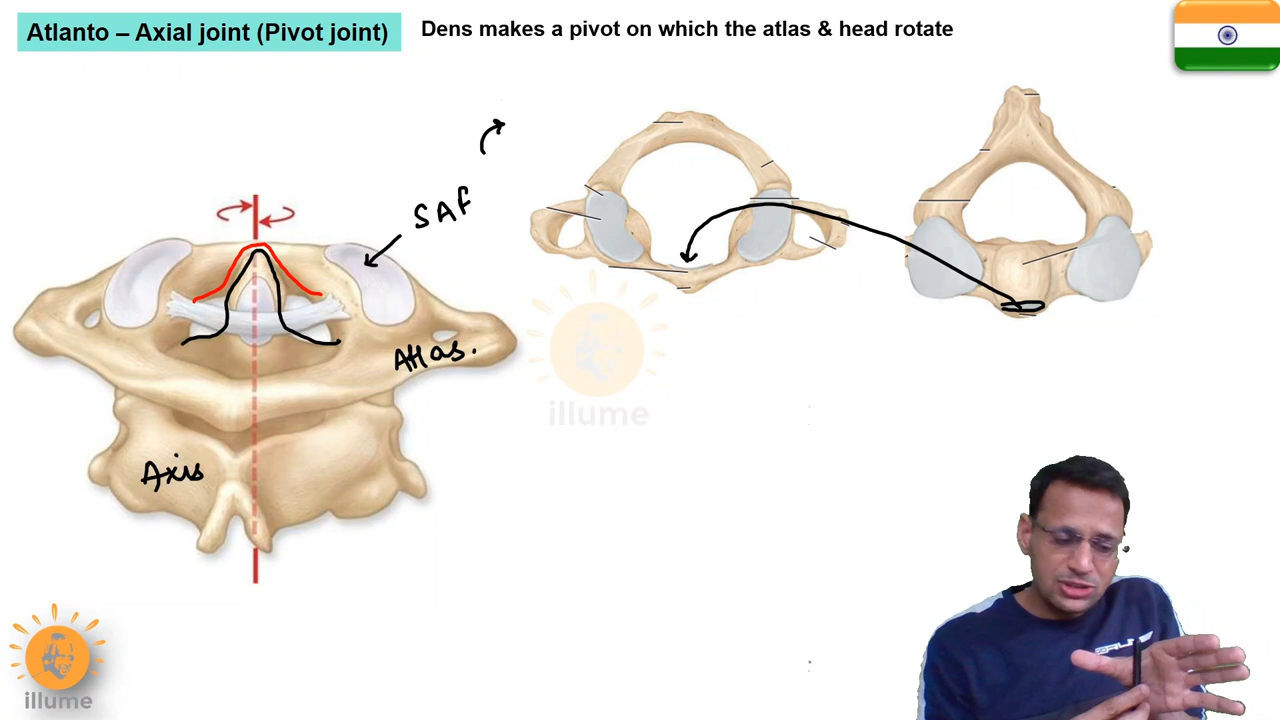 Atlanto – Axial joint (Pivot joint)
Dens makes a pivot on which the atlas & head rotate
SAF
Atlas.
Axis
illume
illume